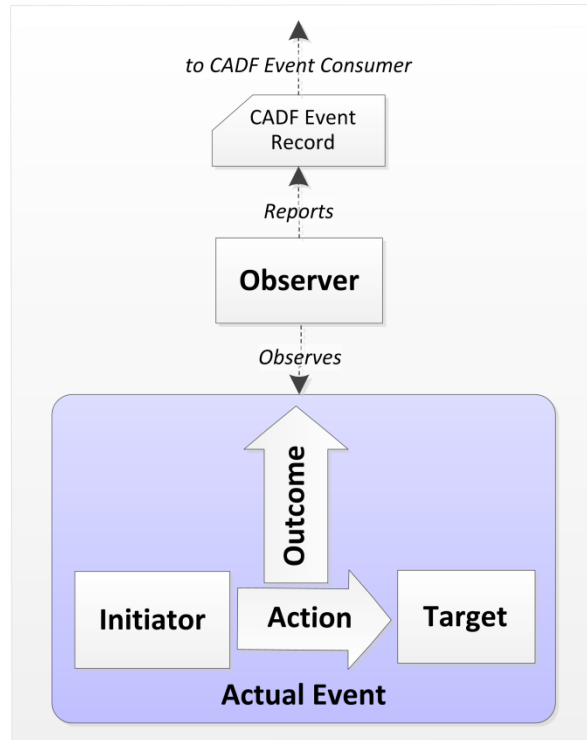 to CADF Event Consumer
CADF Event
Record
Reports
Observer
Observes
Outcome
Initiator
Action
Target
Actual Event